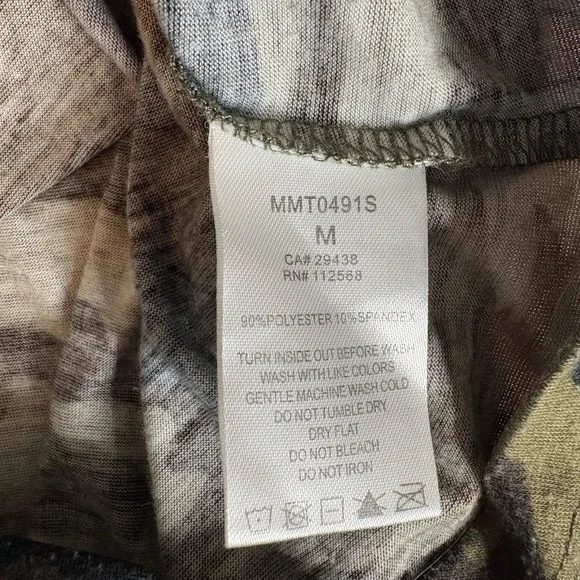 MMT0491S
M
CA# 29438
RN# 112568
90%POLYESTER 10%SPANDEX
TURN INSIDE OUT BEFORE WASH
WASH WITH LIKE COLORS
GENTLE MACHINE WASH COLD
DO NOT TUMBLE DRY
DRY FLAT
DO NOT BLEACH
DO NOT IRON